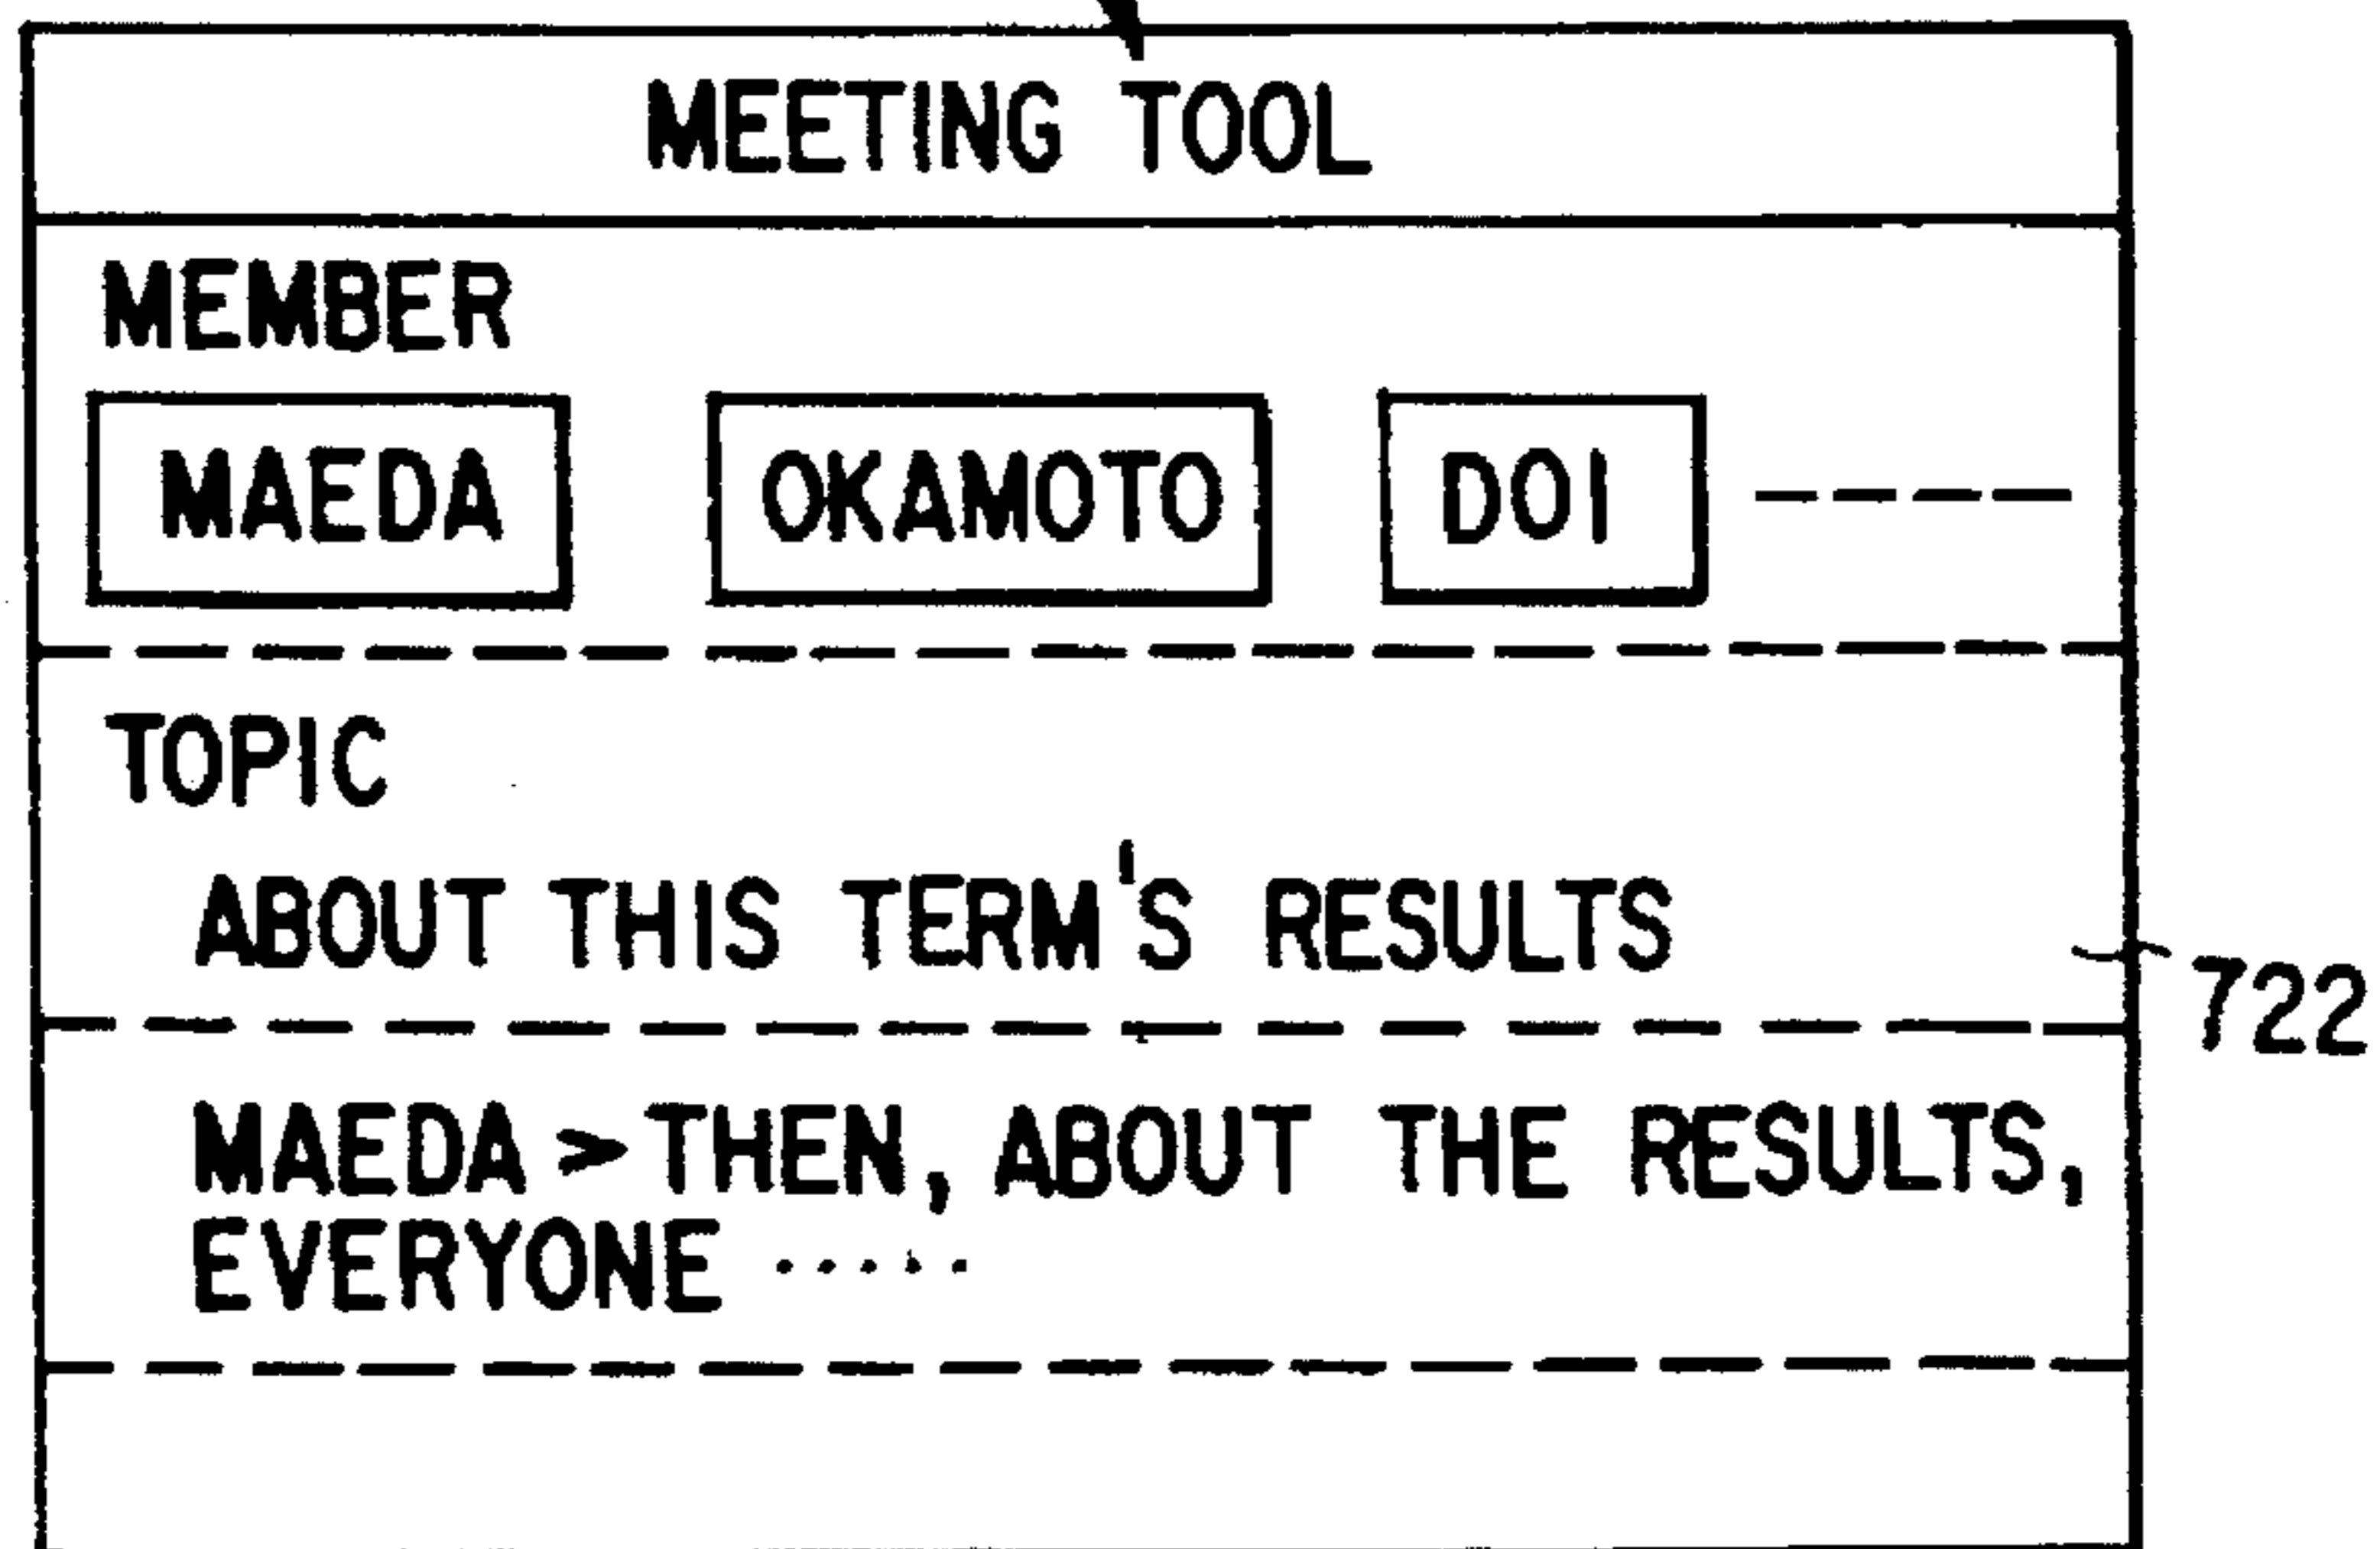 MEETING TOOL
MEMBER
MAEDA OKAMOTO DOI ----
TOPIC
ABOUT THIS TERM'S RESULTS
722
MAEDA > THEN, ABOUT THE RESULTS,
EVERYONE .....